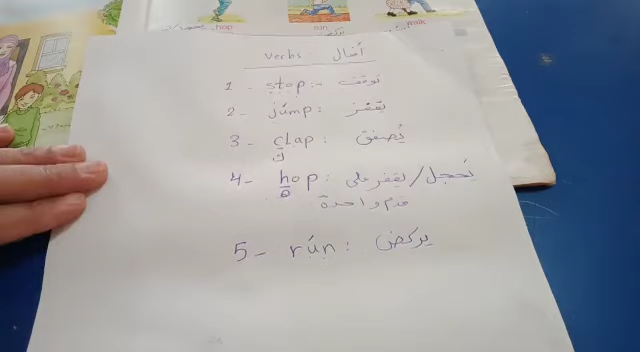 hop
run
walk
Verbs أفعال
1 - stop :- توقف
2 - jump : يقفز
3 - clap : يُصفق
ك
4 - hop : يُحجل / يقفز على
ه
قدم واحدة
5 - run : يركض